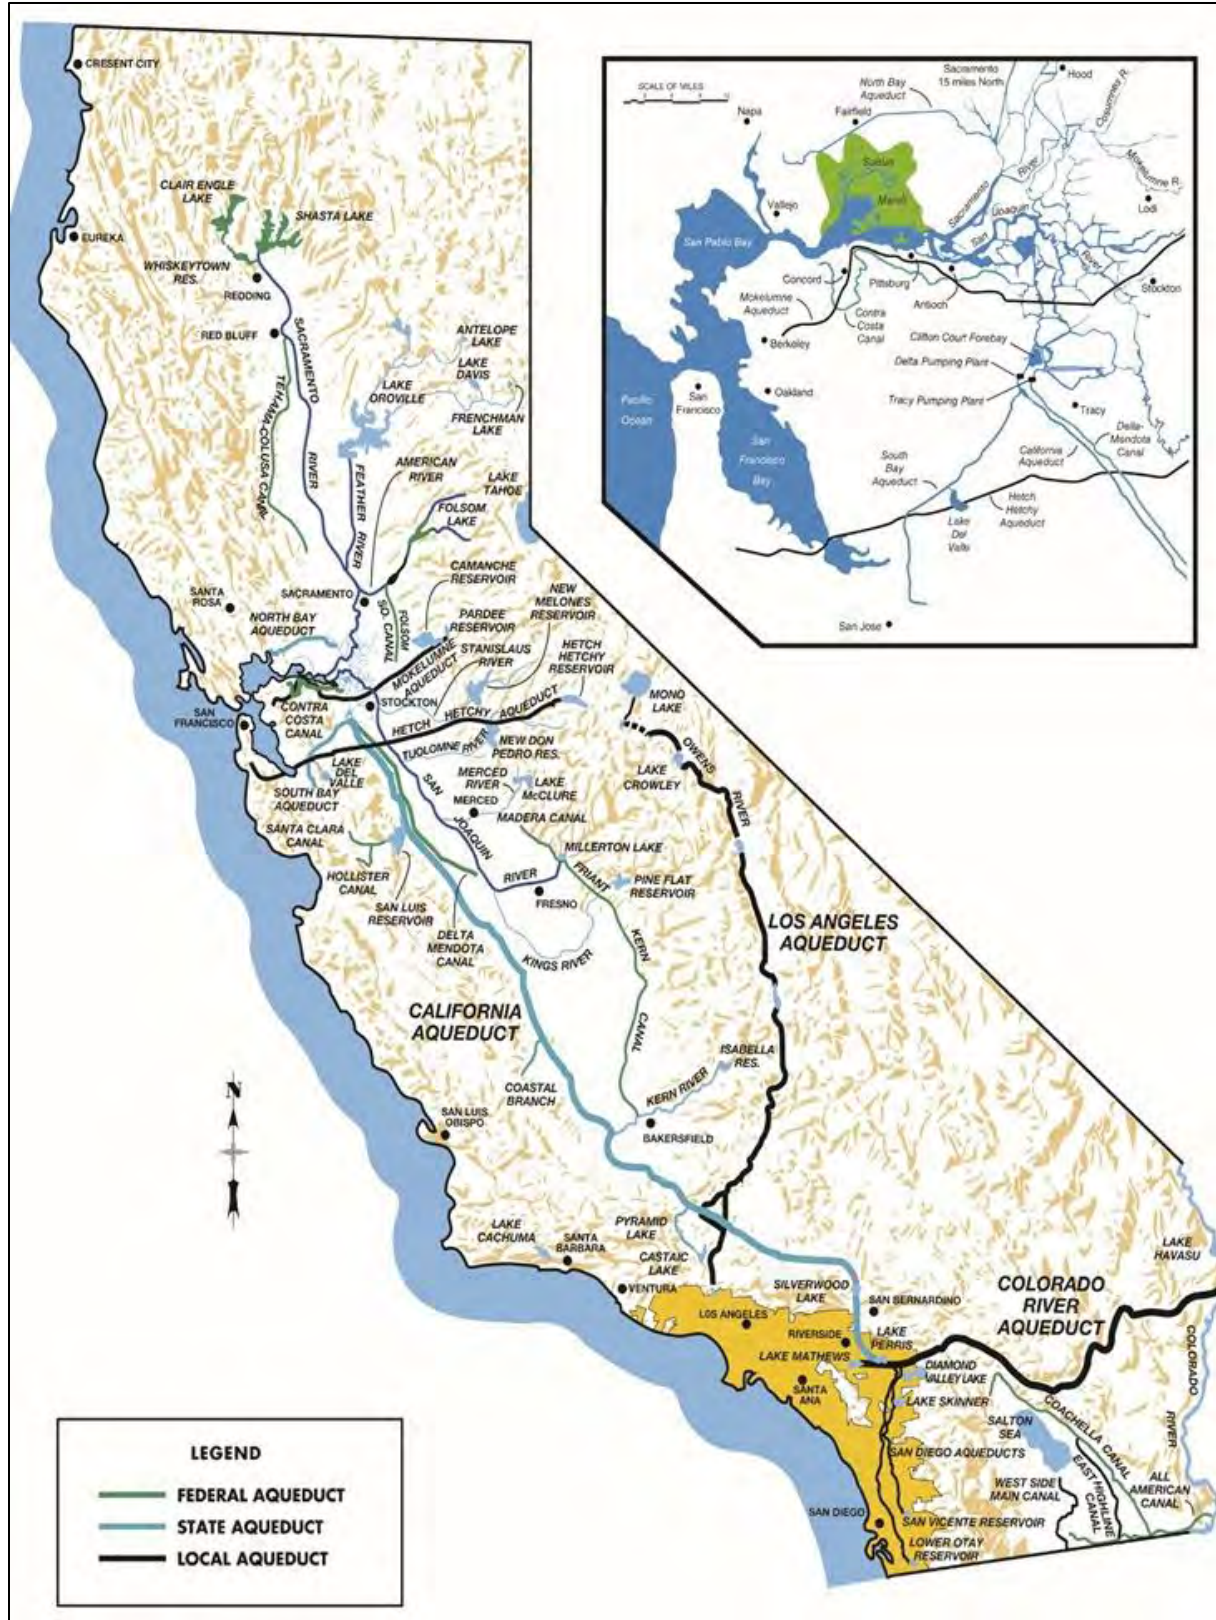 CRESENT CITY
CLAIR ENGLE
LAKE
SHASTA LAKE
EUREKA
WHISKEYTOWN
RES.
REDDING
RED BLUFF
SACRAMENTO
RIVER
TEHAMA-COLUSA CANAL
ANTELOPE
LAKE
LAKE
DAVIS
LAKE
OROVILLE
FRENCHMAN
LAKE
FEATHER RIVER
AMERICAN
RIVER
LAKE
TAHOE
FOLSOM
LAKE
CAMANCHE
RESERVOIR
SANTA
ROSA
SACRAMENTO
NORTH BAY
AQUEDUCT
FOLSOM
SO. CANAL
NEW
MELONES
RESERVOIR
PARDEE
RESERVOIR
MOKELUMNE
AQUEDUCT
STANISLAUS
RIVER
HETCH
HETCHY
RESERVOIR
MONO
LAKE
SAN
FRANCISCO
CONTRA
COSTA
CANAL
STOCKTON
HETCH HETCHY AQUEDUCT
TUOLOMNE RIVER
NEW DON
PEDRO RES.
OWENS
RIVER
LAKE
CROWLEY
LAKE
DEL
VALLE
SOUTH BAY
AQUEDUCT
SAN
JOAQUIN
RIVER
MERCED
RIVER
LAKE
McCLURE
MERCED
MADERA CANAL
SANTA CLARA
CANAL
MILLERTON LAKE
HOLLISTER
CANAL
FRIANT
KERN
CANAL
PINE FLAT
RESERVOIR
SAN LUIS
RESERVOIR
FRESNO
DELTA
MENDOTA
CANAL
KINGS RIVER
LOS ANGELES
AQUEDUCT
CALIFORNIA
AQUEDUCT
ISABELLA
RES.
COASTAL
BRANCH
KERN RIVER
N
SAN LUIS
OBISPO
BAKERSFIELD
LAKE
CACHUMA
SANTA
BARBARA
PYRAMID
LAKE
CASTAIC
LAKE
VENTURA
LAKE
HAVASU
SILVERWOOD
LAKE
SAN BERNARDINO
COLORADO
RIVER
AQUEDUCT
LOS ANGELES
RIVERSIDE
LAKE
PERRIS
LAKE MATHEWS
DIAMOND
VALLEY LAKE
SANTA
ANA
LAKE SKINNER
COLORADO
RIVER
COACHELLA CANAL
SALTON
SEA
SAN DIEGO AQUEDUCTS
WEST SIDE
MAIN CANAL
EAST HIGHLINE
CANAL
ALL
AMERICAN
CANAL
SAN DIEGO
SAN VICENTE RESERVOIR
LOWER OTAY
RESERVOIR
LEGEND
FEDERAL AQUEDUCT
STATE AQUEDUCT
LOCAL AQUEDUCT
SCALE OF MILES
Sacramento
15 miles North
Hood
North Bay
Aqueduct
Napa
Fairfield
Cosumnes R.
Suisun
Marsh
Mokelumne R.
Sacramento
River
Vallejo
San Joaquin
River
Lodi
San Pablo Bay
Concord
Pittsburg
Antioch
Stockton
Mokelumne
Aqueduct
Contra
Costa
Canal
Berkeley
Clifton Court Forebay
Delta Pumping Plant
Oakland
Tracy Pumping Plant
San
Francisco
Pacific
Ocean
Tracy
San
Francisco
Bay
South
Bay
Aqueduct
California
Aqueduct
Delta-
Mendota
Canal
Lake
Del
Valle
Hetch
Hetchy
Aqueduct
San Jose